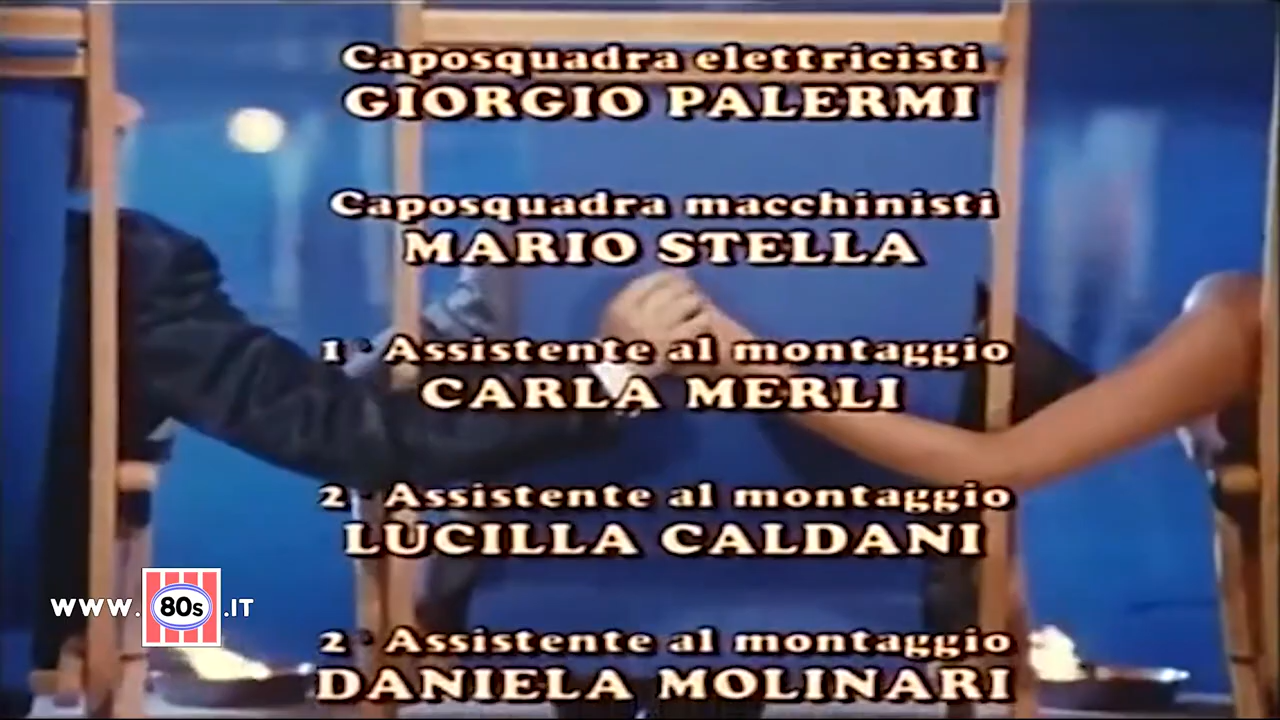 Caposquadra elettricisti
GIORGIO PALERMI
Caposquadra macchinisti
MARIO STELLA
1° Assistente al montaggio
CARLA MERLI
2° Assistente al montaggio
LUCILLA CALDANI
WWW.80s.IT
2° Assistente al montaggio
DANIELA MOLINARI